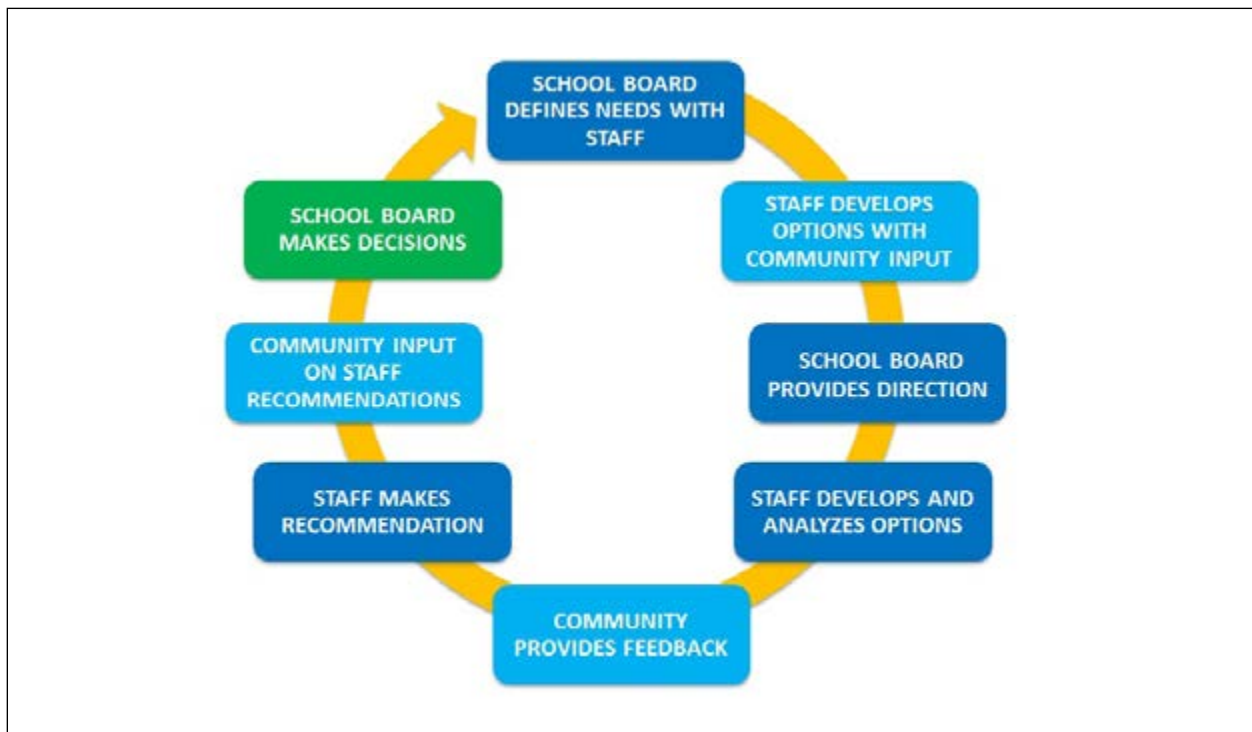 SCHOOL BOARD
DEFINES NEEDS WITH
STAFF
STAFF DEVELOPS
OPTIONS WITH
COMMUNITY INPUT
SCHOOL BOARD
PROVIDES DIRECTION
STAFF DEVELOPS AND
ANALYZES OPTIONS
COMMUNITY
PROVIDES FEEDBACK
STAFF MAKES
RECOMMENDATION
COMMUNITY INPUT
ON STAFF
RECOMMENDATIONS
SCHOOL BOARD
MAKES DECISIONS